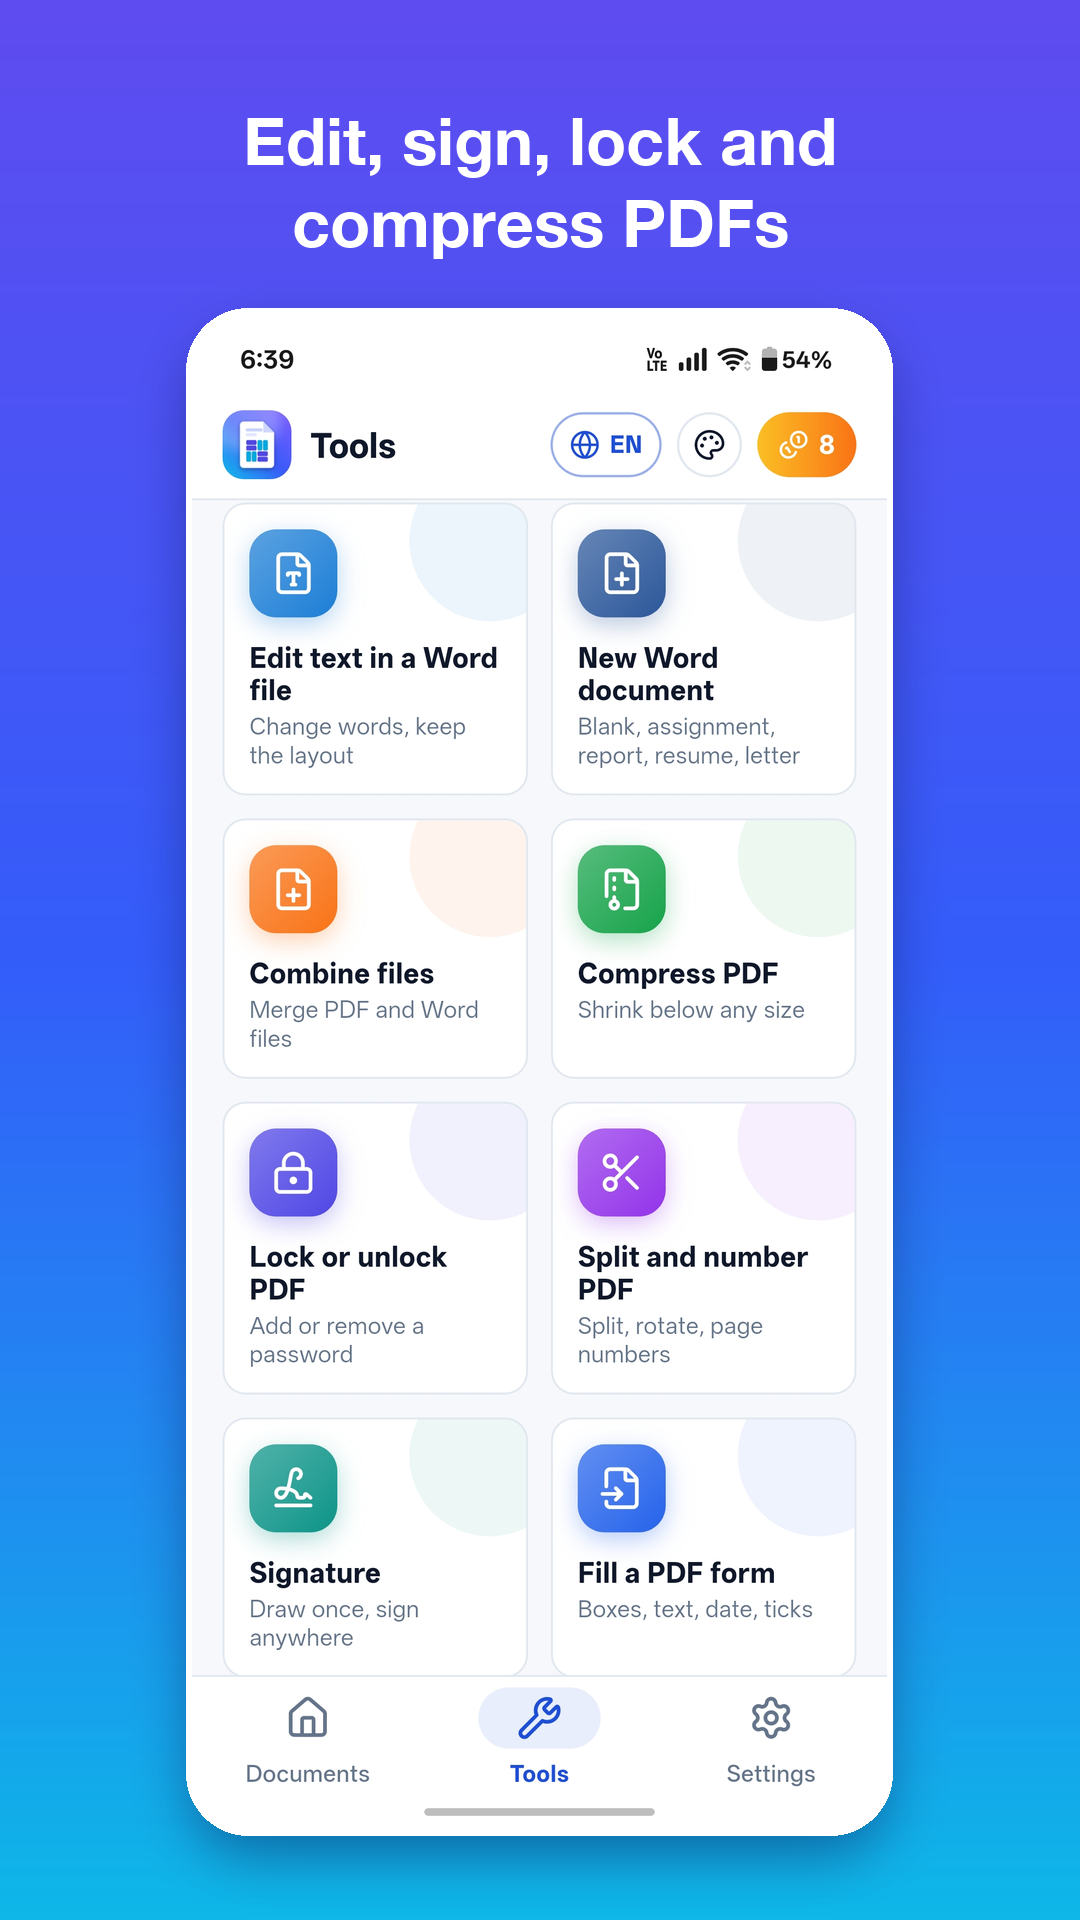 Edit, sign, lock and
compress PDFs
6:39
Vo
LTE
54%
Tools
EN
8
Edit text in a Word
file
Change words, keep
the layout
New Word
document
Blank, assignment,
report, resume, letter
Combine files
Merge PDF and Word
files
Compress PDF
Shrink below any size
Lock or unlock
PDF
Add or remove a
password
Split and number
PDF
Split, rotate, page
numbers
Signature
Draw once, sign
anywhere
Fill a PDF form
Boxes, text, date, ticks
Documents
Tools
Settings